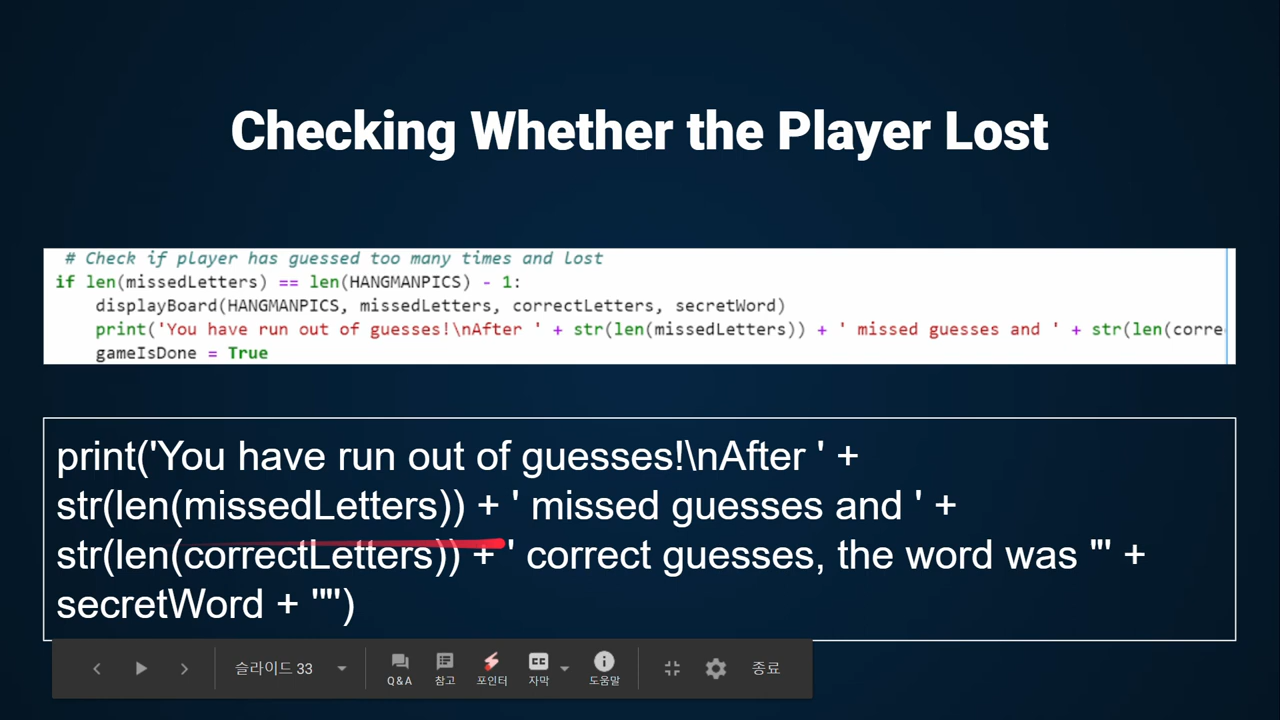 Checking Whether the Player Lost
# Check if player has guessed too many times and lost
if len(missedLetters) == len(HANGMANPICS) - 1:
displayBoard(HANGMANPICS, missedLetters, correctLetters, secretWord)
print('You have run out of guesses!\nAfter ' + str(len(missedLetters)) + ' missed guesses and ' + str(len(corre
gameIsDone = True
print('You have run out of guesses!\nAfter ' +
str(len(missedLetters)) + ' missed guesses and ' +
str(len(correctLetters)) + ' correct guesses, the word was "' +
secretWord + '"')
슬라이드 33
Q&A
참고
포인터
CC
자막
도움말
종료